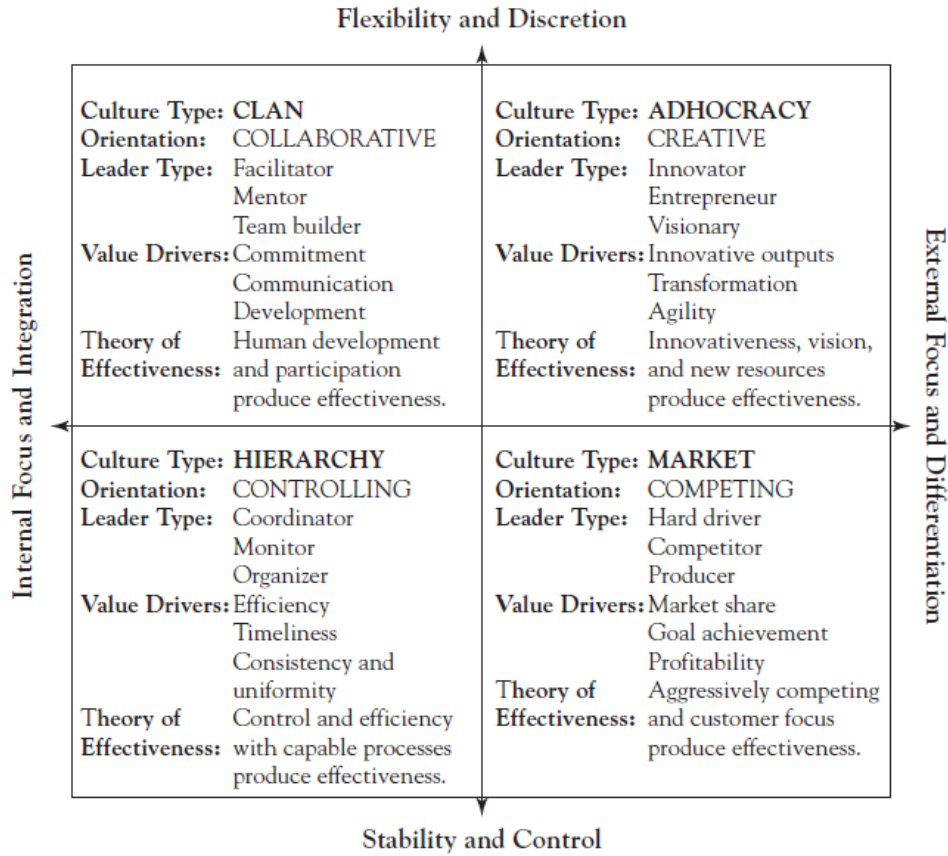 Flexibility and Discretion
Internal Focus and Integration
Culture Type: CLAN
Orientation: COLLABORATIVE
Leader Type: Facilitator
Mentor
Team builder
Value Drivers: Commitment
Communication
Development
Theory of Human development
Effectiveness: and participation
produce effectiveness.
Culture Type: ADHOCRACY
Orientation: CREATIVE
Leader Type: Innovator
Entrepreneur
Visionary
Value Drivers: Innovative outputs
Transformation
Agility
Theory of Innovativeness, vision,
Effectiveness: and new resources
produce effectiveness.
Culture Type: HIERARCHY
Orientation: CONTROLLING
Leader Type: Coordinator
Monitor
Organizer
Value Drivers: Efficiency
Timeliness
Consistency and
uniformity
Theory of Control and efficiency
Effectiveness: with capable processes
produce effectiveness.
Culture Type: MARKET
Orientation: COMPETING
Leader Type: Hard driver
Competitor
Producer
Value Drivers: Market share
Goal achievement
Profitability
Theory of Aggressively competing
Effectiveness: and customer focus
produce effectiveness.
External Focus and Differentiation
Stability and Control